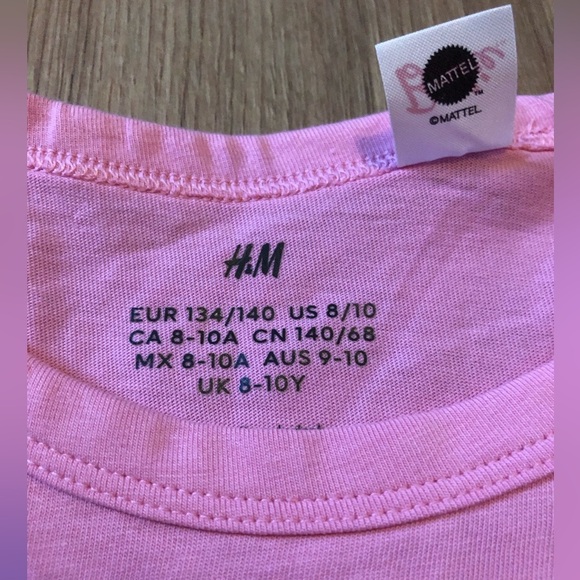 MATTEL
™
©MATTEL
H&M
EUR 134/140 US 8/10
CA 8-10A CN 140/68
MX 8-10A AUS 9-10
UK 8-10Y